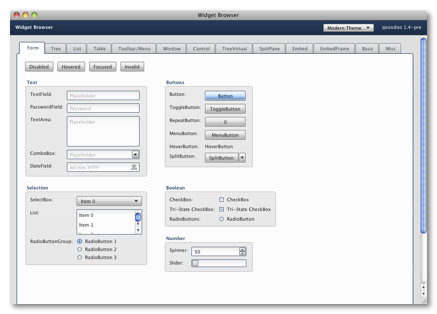 Widget Browser
Widget Browser Modern Theme qooxdoo 1.4-pre
Form Tree List Table Toolbar/Menu Window Control TreeVirtual SplitPane Embed EmbedFrame Basic Misc
Disabled Hovered Focused Invalid
Text
TextField: Placeholder
PasswordField: Password
TextArea: Placeholder
ComboBox: Placeholder
DateField: dd.mm.YYYY
Buttons
Button: Button
ToggleButton: ToggleButton
RepeatButton: 0
MenuButton: MenuButton
HoverButton: HoverButton
SplitButton: SplitButton
Selection
SelectBox: Item 0
List: Item 0
Item 1
RadioButtonGroup: RadioButton 1
RadioButton 2
RadioButton 3
Boolean
CheckBox: CheckBox
Tri-State CheckBox: Tri-State CheckBox
RadioButtons: RadioButton
Number
Spinner: 50
Slider: